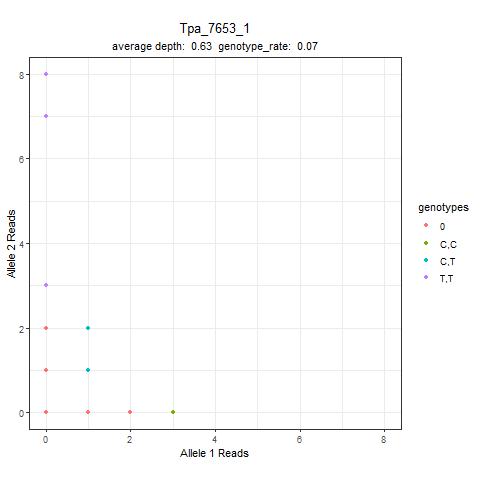 Tpa_7653_1
average depth:  0.63  genotype_rate:  0.07
8
6
4
2
0
Allele 2 Reads
0 2 4 6 8
Allele 1 Reads
genotypes
0
C,C
C,T
T,T